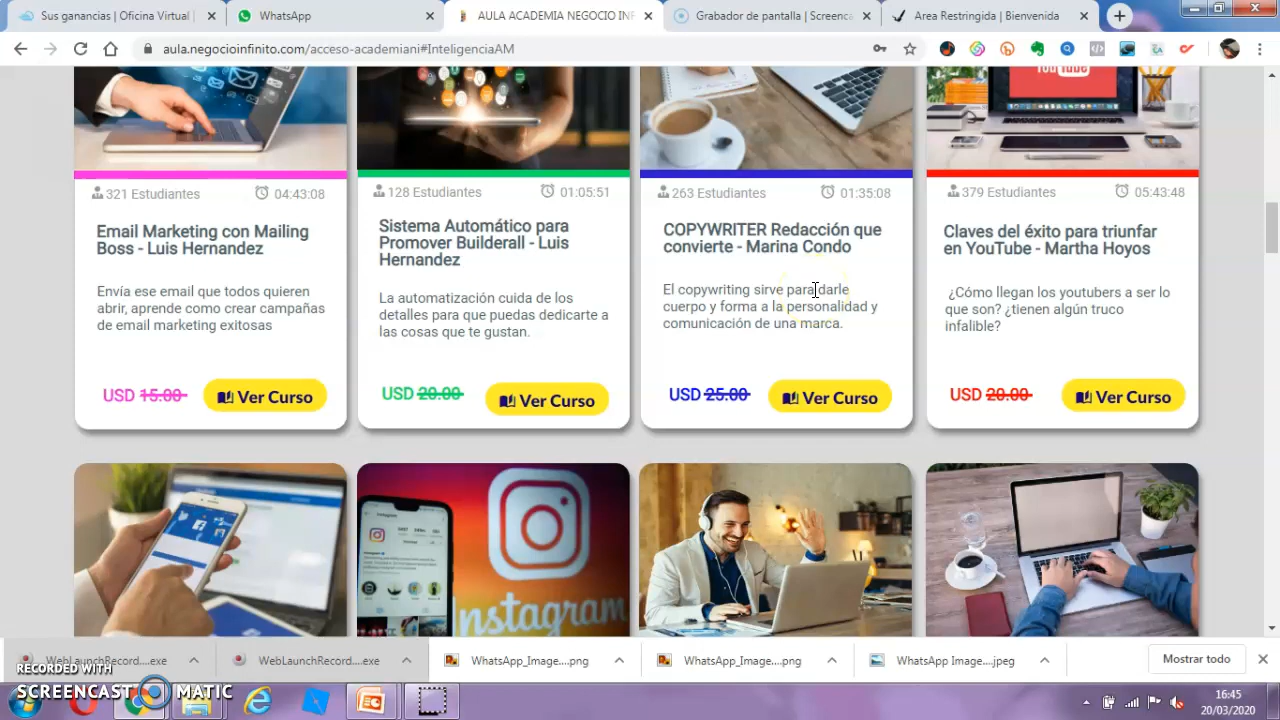 Sus ganancias | Oficina Virtual |
WhatsApp
AULA ACADEMIA NEGOCIO INF
Grabador de pantalla | Screenca
Area Restringida | Bienvenida
aula.negocioinfinito.com/acceso-academiani#InteligenciaAM
YouTube
321 Estudiantes
04:43:08
128 Estudiantes
01:05:51
263 Estudiantes
01:35:08
379 Estudiantes
05:43:48
Email Marketing con Mailing
Boss - Luis Hernandez
Envía ese email que todos quieren
abrir, aprende como crear campañas
de email marketing exitosas
USD 15.00
Ver Curso
Sistema Automático para
Promover Builderall - Luis
Hernandez
La automatización cuida de los
detalles para que puedas dedicarte a
las cosas que te gustan.
USD 20.00
Ver Curso
COPYWRITER Redacción que
convierte - Marina Condo
El copywriting sirve para darle
cuerpo y forma a la personalidad y
comunicación de una marca.
USD 25.00
Ver Curso
Claves del éxito para triunfar
en YouTube - Martha Hoyos
¿Cómo llegan los youtubers a ser lo
que son? ¿tienen algún truco
infalible?
USD 20.00
Ver Curso
Instagram
WebLaunchRecord....exe
WebLaunchRecord....exe
WhatsApp_Image....png
WhatsApp_Image....png
WhatsApp Image....jpeg
Mostrar todo
RECORDED WITH
SCREENCAST MATIC
16:45
20/03/2020